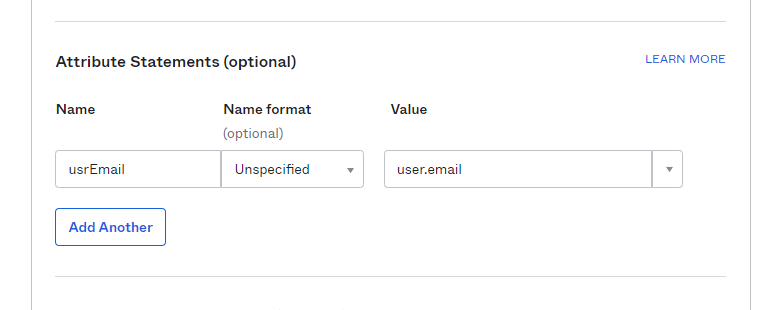 Attribute Statements (optional) LEARN MORE
Name Name format Value
(optional)
usrEmail Unspecified user.email
Add Another